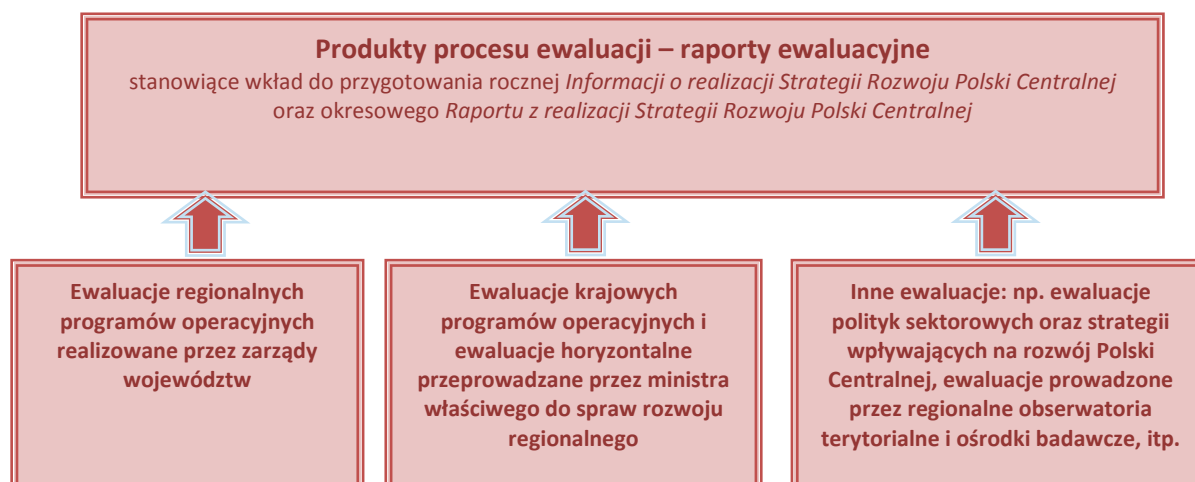 Produkty procesu ewaluacji – raporty ewaluacyjne
stanowiące wkład do przygotowania rocznej Informacji o realizacji Strategii Rozwoju Polski Centralnej
oraz okresowego Raportu z realizacji Strategii Rozwoju Polski Centralnej
Ewaluacje regionalnych
programów operacyjnych
realizowane przez zarządy
województw
Ewaluacje krajowych
programów operacyjnych i
ewaluacje horyzontalne
przeprowadzane przez ministra
właściwego do spraw rozwoju
regionalnego
Inne ewaluacje: np. ewaluacje
polityk sektorowych oraz strategii
wpływających na rozwój Polski
Centralnej, ewaluacje prowadzone
przez regionalne obserwatoria
terytorialne i ośrodki badawcze, itp.